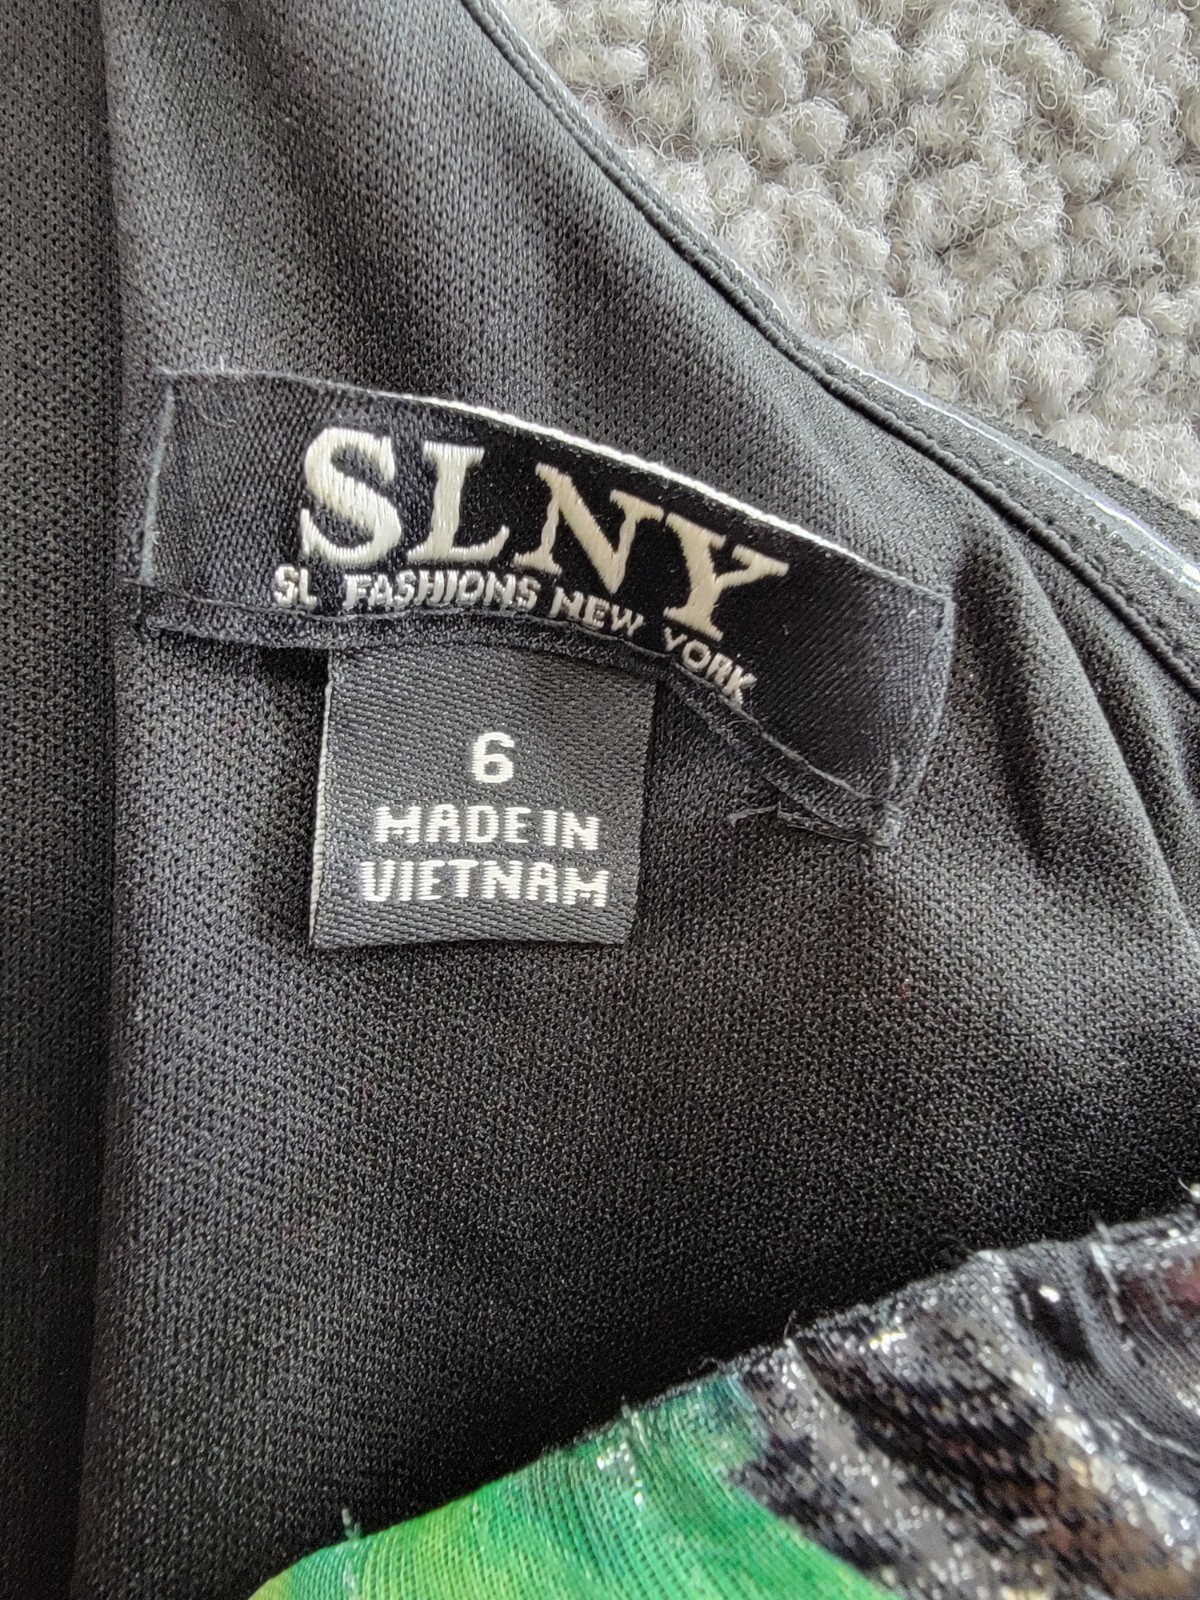 SLNY
SL FASHIONS NEW YORK
6
MADE IN
VIETNAM